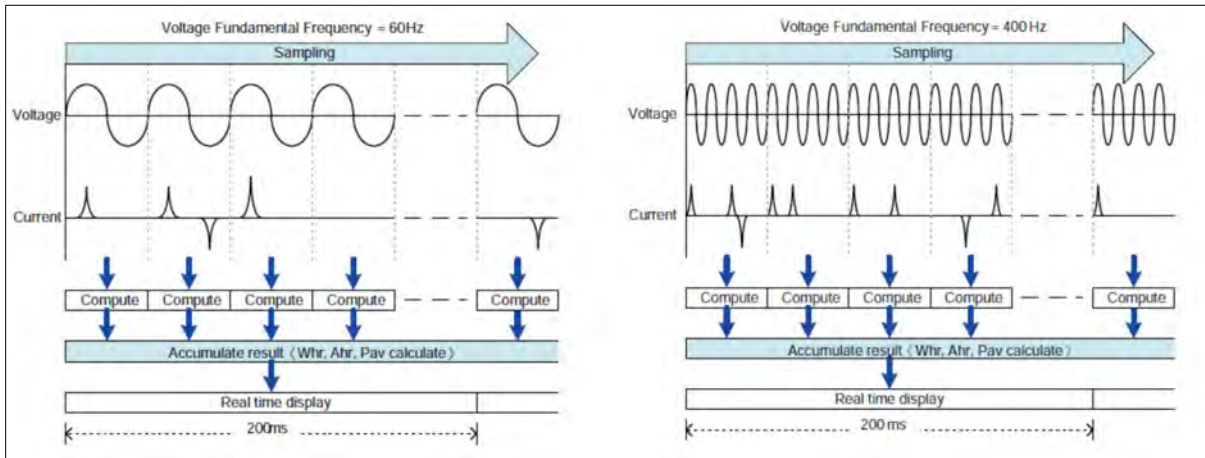 Voltage Fundamental Frequency = 60Hz
Sampling
Voltage
Current
Compute Compute Compute Compute Compute
Accumulate result (Whr, Ahr, Pav calculate)
Real time display
200ms
Voltage Fundamental Frequency = 400Hz
Sampling
Voltage
Current
Compute Compute Compute Compute Compute
Accumulate result (Whr, Ahr, Pav calculate)
Real time display
200ms